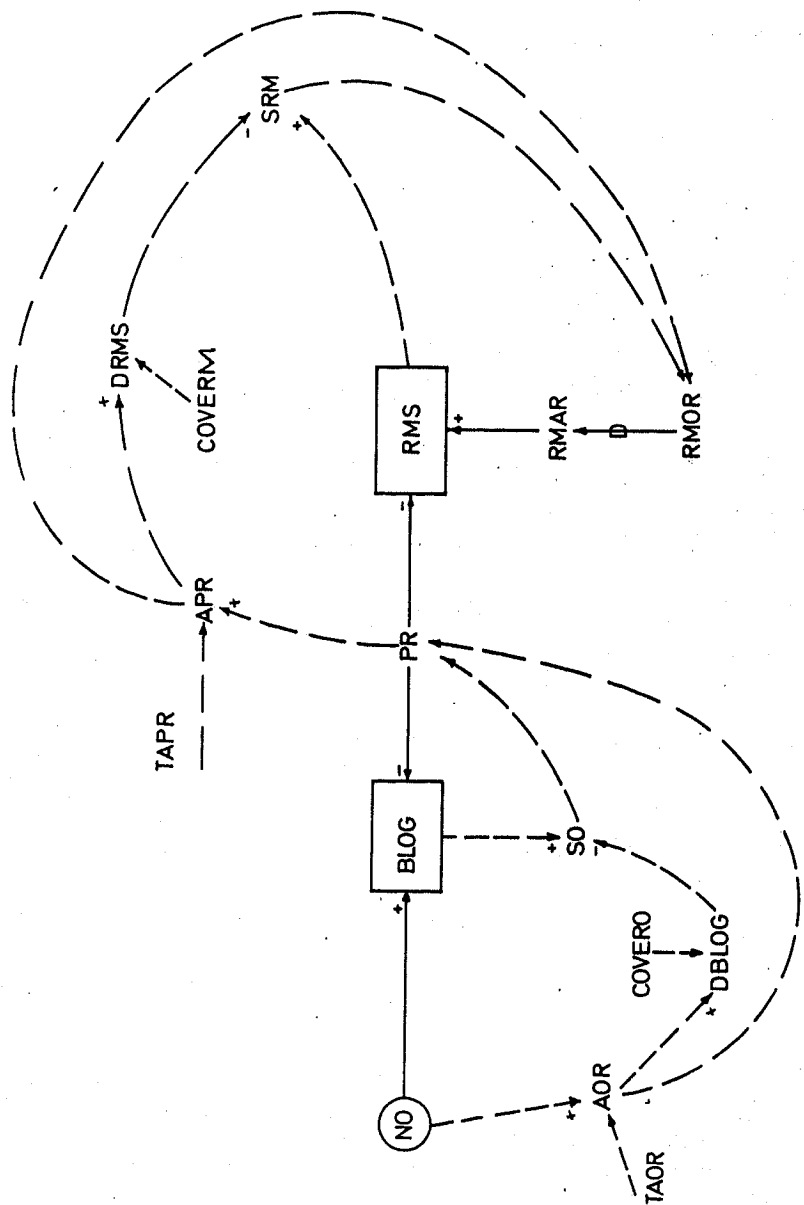 DRMS
TAPR
APR
COVERM
SRM
NO
BLOG
PR
RMS
RMAR
SO
AOR
D
COVERO
TAOR
RMOR
DBLOG